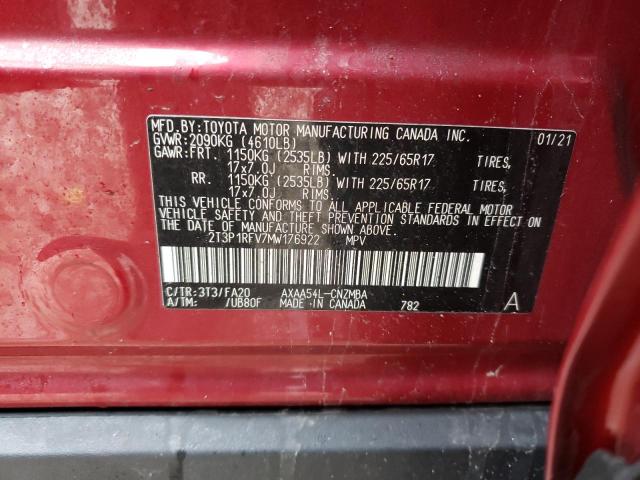 MFD.BY:TOYOTA MOTOR MANUFACTURING CANADA INC. 01/21
GVWR:2090KG (4610LB)
GAWR:FRT. 1150KG (2535LB) WITH 225/65R17 TIRES,
17x7.0J RIMS.
RR. 1150KG (2535LB) WITH 225/65R17 TIRES,
17x7.0J RIMS.
THIS VEHICLE CONFORMS TO ALL APPLICABLE FEDERAL MOTOR
VEHICLE SAFETY AND THEFT PREVENTION STANDARDS IN EFFECT ON
THE DATE OF MANUFACTURE SHOWN ABOVE.
2T3P1RFV7MW176922 MPV
C/TR:3T3/FA20 AXAA54L-CNZMBA
A/TM: /UB80F MADE IN CANADA 782 A